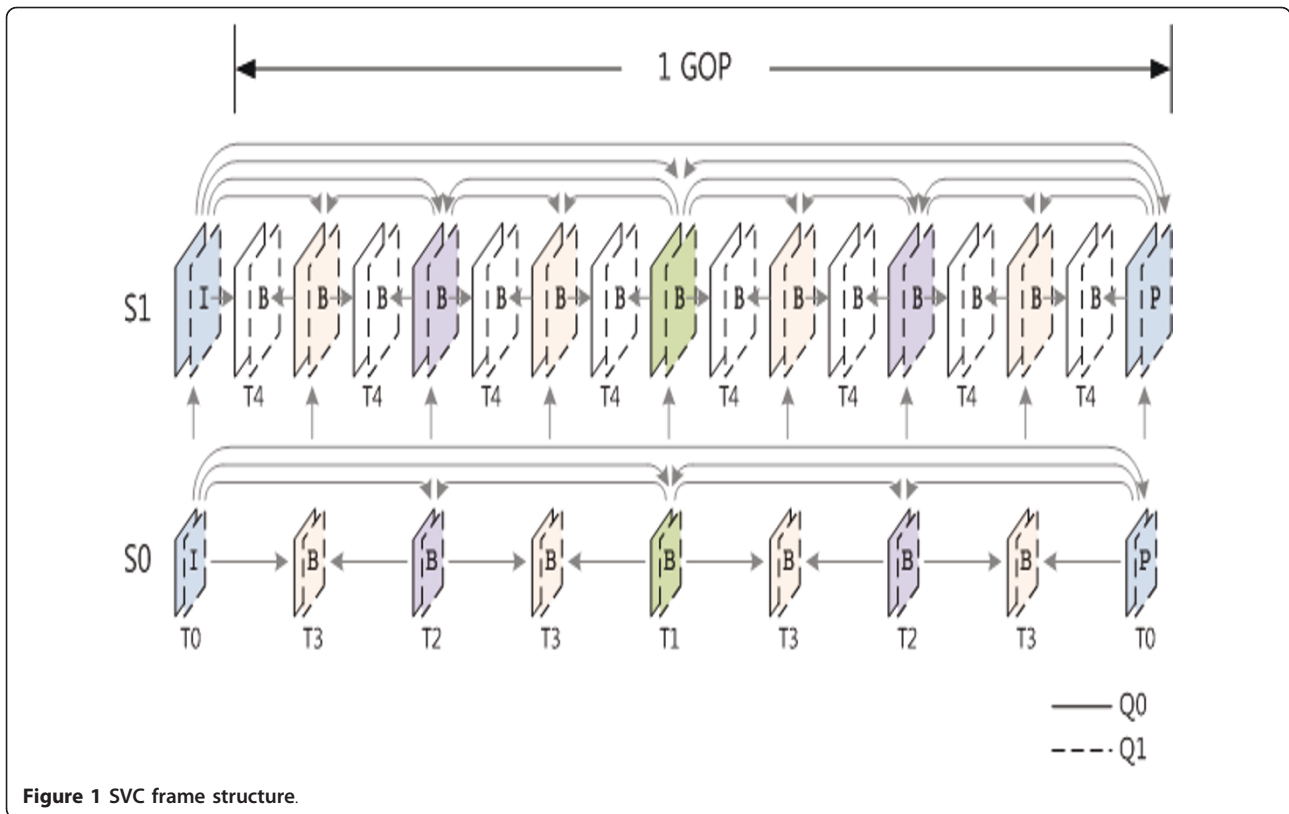 1 GOP
S1 I B B B B B B B B B B B B B B B P
T4 T4 T4 T4 T4 T4 T4 T4
S0 I B B B B B B B P
T0 T3 T2 T3 T1 T3 T2 T3 T0
Q0
Q1
Figure 1 SVC frame structure.